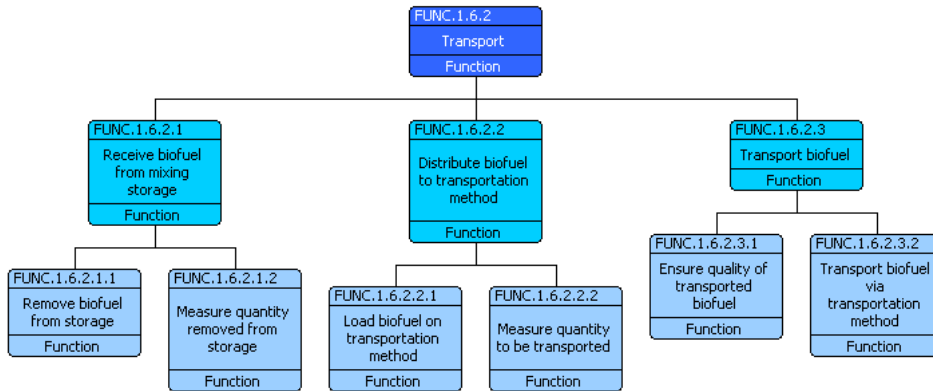 FUNC.1.6.2
Transport
Function
FUNC.1.6.2.1
Receive biofuel
from mixing
storage
Function
FUNC.1.6.2.2
Distribute biofuel
to transportation
method
Function
FUNC.1.6.2.3
Transport biofuel
Function
FUNC.1.6.2.1.1
Remove biofuel
from storage
Function
FUNC.1.6.2.1.2
Measure quantity
removed from
storage
Function
FUNC.1.6.2.2.1
Load biofuel on
transportation
method
Function
FUNC.1.6.2.2.2
Measure quantity
to be transported
Function
FUNC.1.6.2.3.1
Ensure quality of
transported
biofuel
Function
FUNC.1.6.2.3.2
Transport biofuel
via
transportation
method
Function